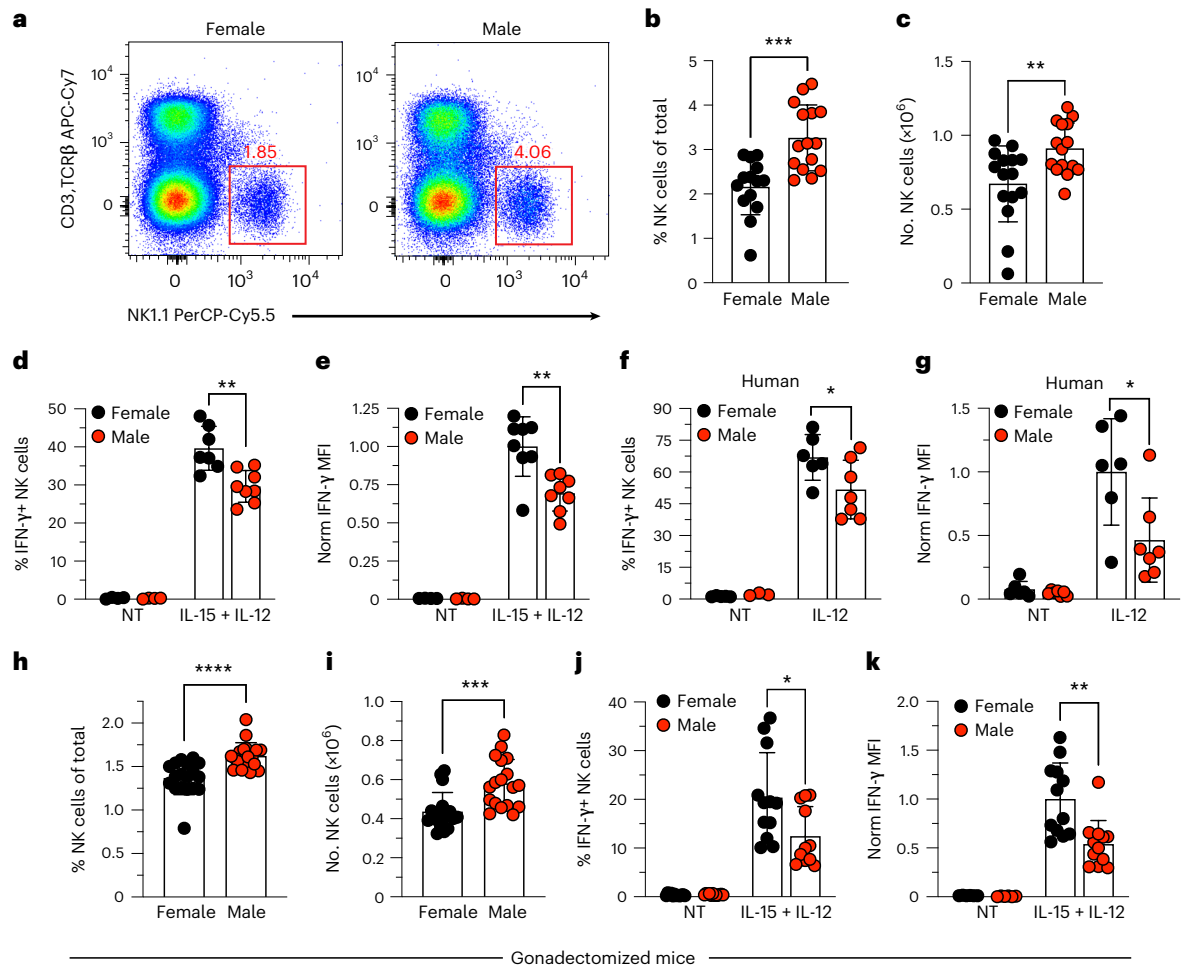 a
Female
Male
CD3,TCRβ APC-Cy7
10⁴
10³
0
1.85
0
10³
10⁴
10⁴
10³
0
4.06
0
10³
10⁴
NK1.1 PerCP-Cy5.5
b
***
% NK cells of total
5
4
3
2
1
0
Female Male
c
**
No. NK cells (×10⁶)
1.5
1.0
0.5
0
Female Male
d
**
Female
Male
% IFN-γ+ NK cells
50
40
30
20
10
0
NT IL-15 + IL-12
e
**
Female
Male
Norm IFN-γ MFI
1.25
1.00
0.75
0.50
0.25
0
NT IL-15 + IL-12
f
Human
*
Female
Male
% IFN-γ+ NK cells
90
75
60
45
30
15
0
NT IL-12
g
Human
*
Female
Male
Norm IFN-γ MFI
1.5
1.0
0.5
0
NT IL-12
h
****
% NK cells of total
2.0
1.5
1.0
0.5
0
Female Male
i
***
No. NK cells (×10⁶)
1.0
0.8
0.6
0.4
0.2
0
Female Male
j
*
Female
Male
% IFN-γ+ NK cells
40
30
20
10
0
NT IL-15 + IL-12
k
**
Female
Male
Norm IFN-γ MFI
2.0
1.5
1.0
0.5
0
NT IL-15 + IL-12
Gonadectomized mice